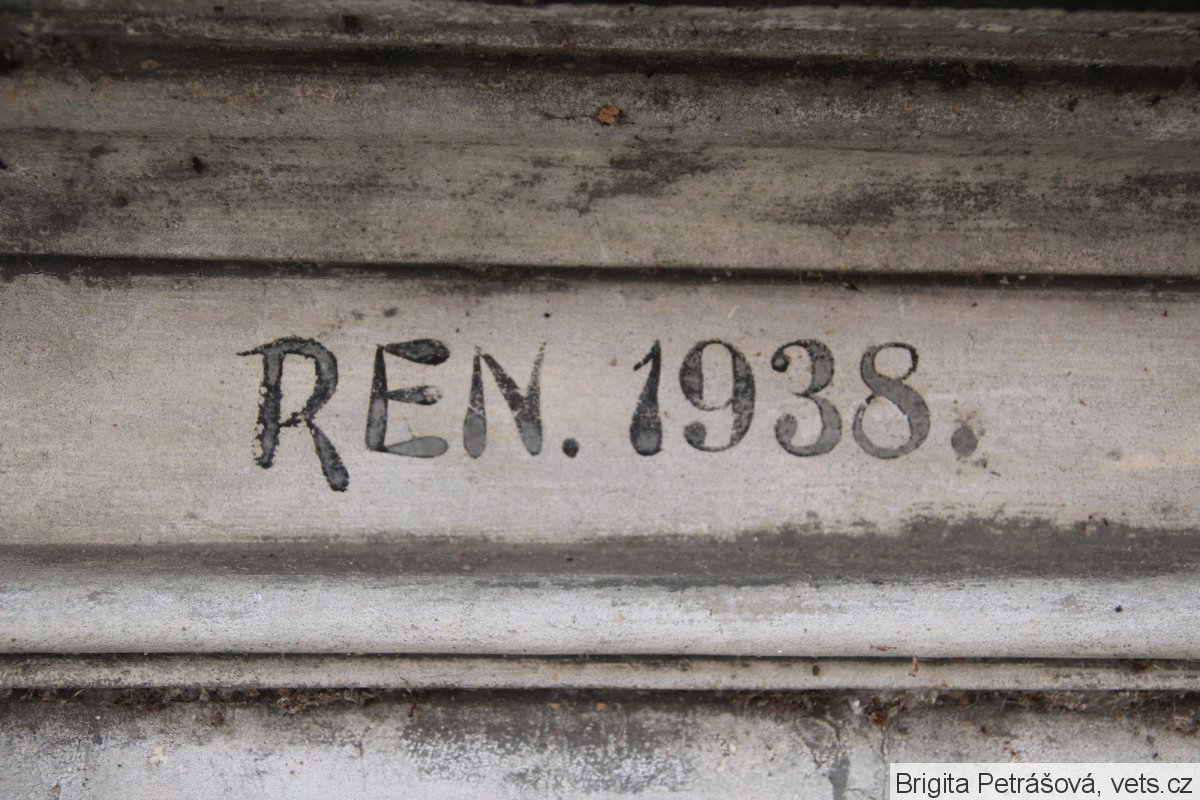 REN. 1938.
Brigita Petrášová, vets.cz